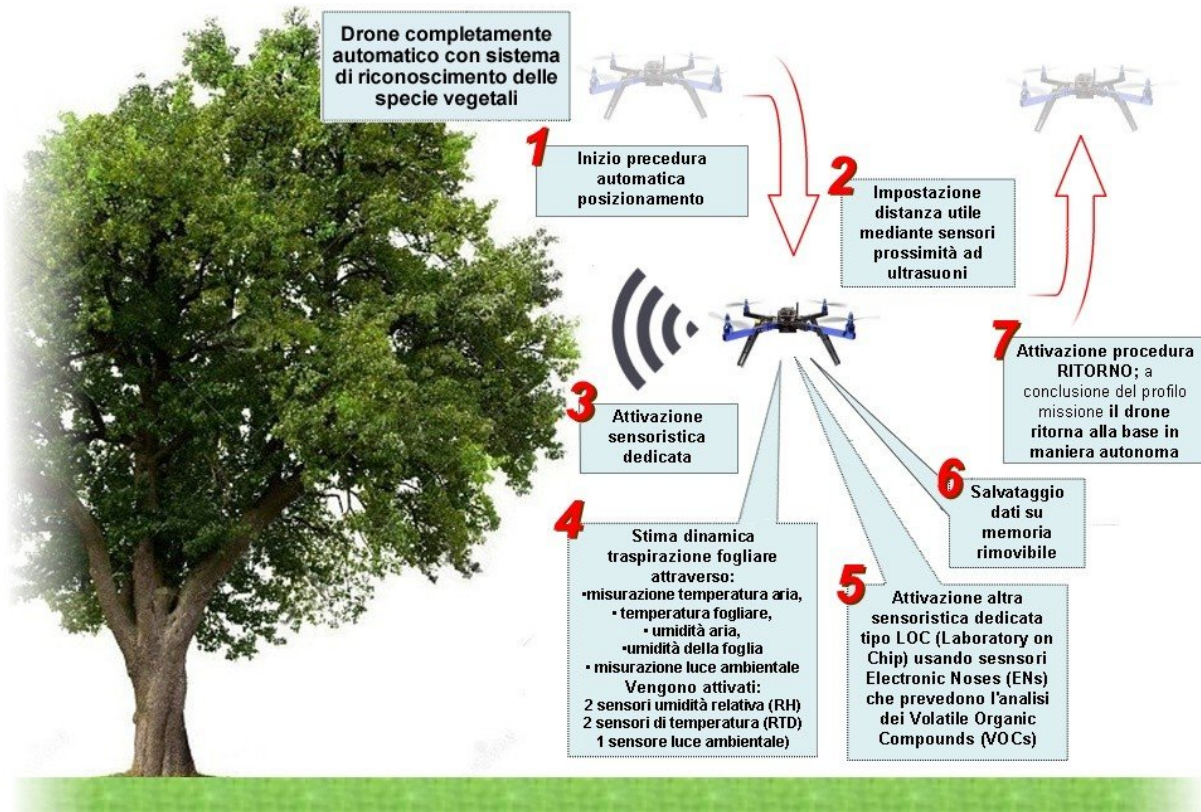 Drone completamente
automatico con sistema
di riconoscimento delle
specie vegetali
1
Inizio precedura
automatica
posizionamento
2
Impostazione
distanza utile
mediante sensori
prossimità ad
ultrasuoni
3
Attivazione
sensoristica
dedicata
4
Stima dinamica
traspirazione fogliare
attraverso:
•misurazione temperatura aria,
• temperatura fogliare,
• umidità aria,
•umidità della foglia
• misurazione luce ambientale
Vengono attivati:
2 sensori umidità relativa (RH)
2 sensori di temperatura (RTD)
1 sensore luce ambientale)
5
Attivazione altra
sensoristica dedicata
tipo LOC (Laboratory on
Chip) usando sesnsori
Electronic Noses (ENs)
che prevedono l'analisi
dei Volatile Organic
Compounds (VOCs)
6
Salvataggio
dati su
memoria
rimovibile
7
Attivazione procedura
RITORNO; a
conclusione del profilo
missione il drone
ritorna alla base in
maniera autonoma